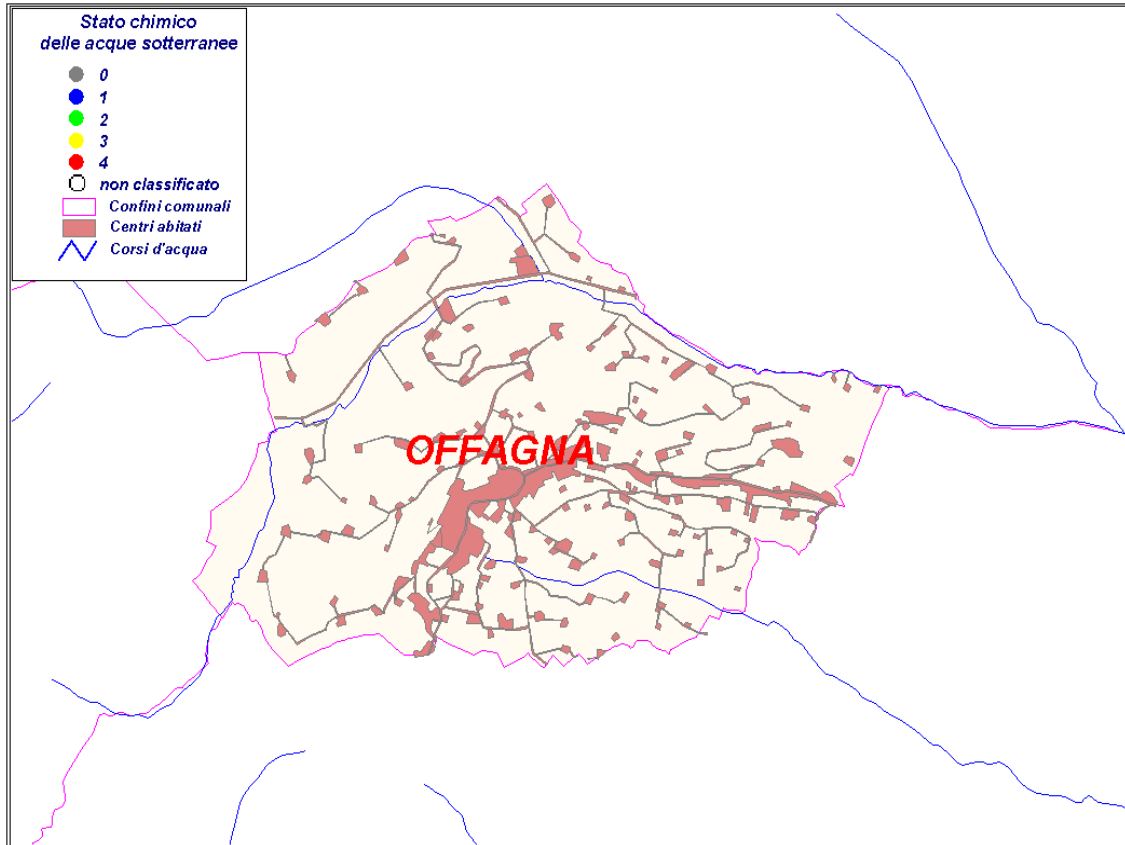 Stato chimico
delle acque sotterranee
0
1
2
3
4
non classificato
Confini comunali
Centri abitati
Corsi d'acqua
OFFAGNA